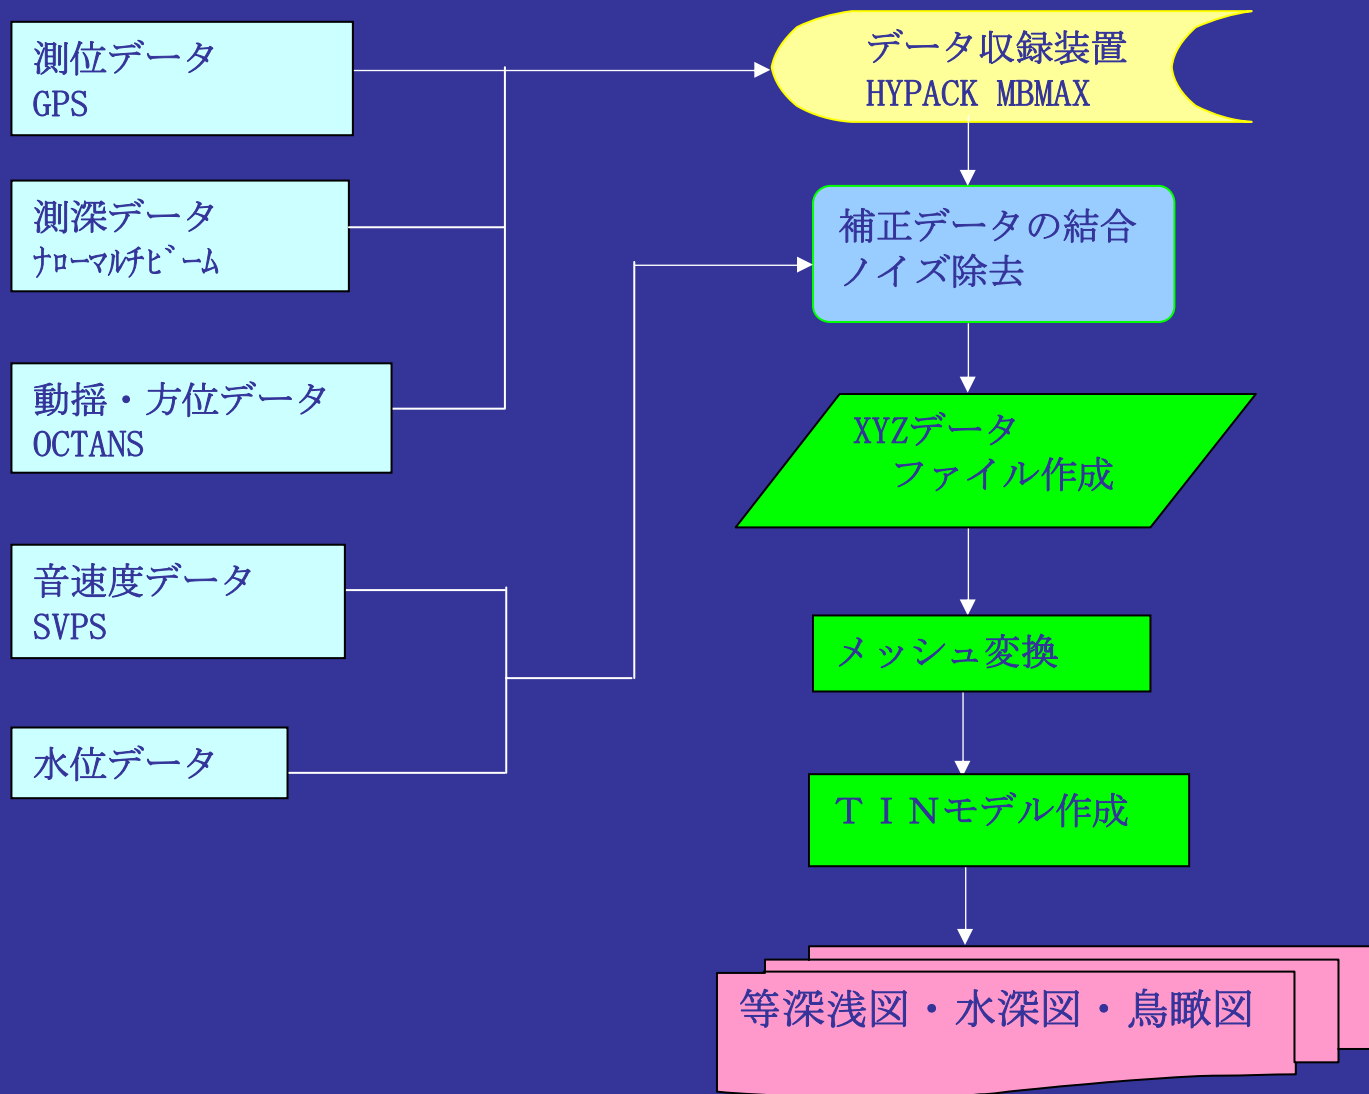 測位データ
GPS
測深データ
ﾅﾛｰﾏﾙﾁﾋﾞｰﾑ
動揺・方位データ
OCTANS
音速度データ
SVPS
水位データ
データ収録装置
HYPACK MBMAX
補正データの結合
ノイズ除去
XYZデータ
ファイル作成
メッシュ変換
ＴＩＮモデル作成
等深浅図・水深図・鳥瞰図